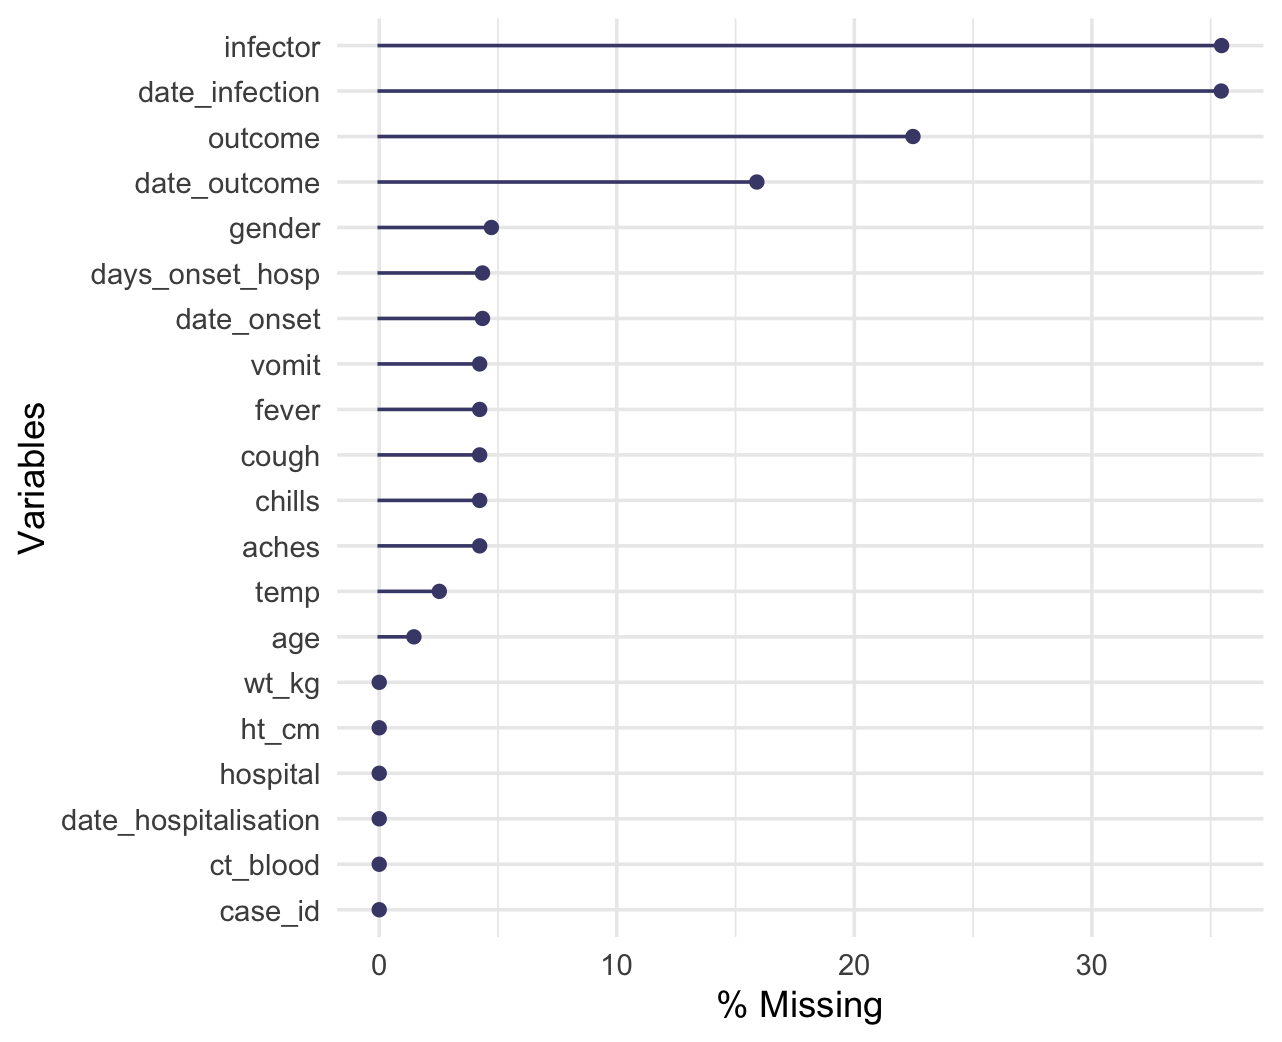 infector
date_infection
outcome
date_outcome
gender
days_onset_hosp
date_onset
vomit
fever
cough
chills
aches
temp
age
wt_kg
ht_cm
hospital
date_hospitalisation
ct_blood
case_id
Variables
0 10 20 30
% Missing